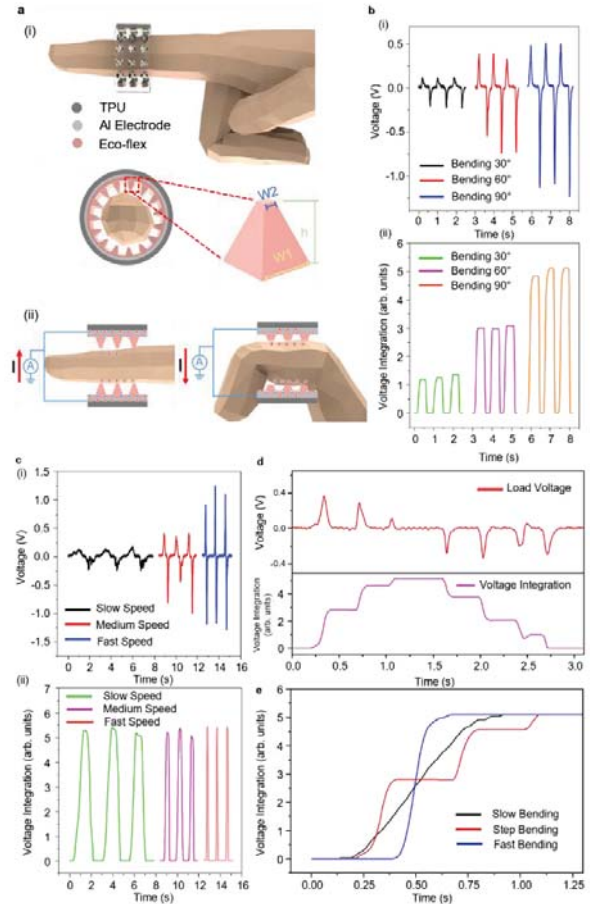 a
(i)
TPU
Al Electrode
Eco-flex
W2
h
W1
(ii)
I
A
I
A
b
(i)
0.5
0.0
-0.5
-1.0
Voltage (V)
Bending 30°
Bending 60°
Bending 90°
0 1 2 3 4 5 6 7 8
Time (s)
(ii)
6
5
4
3
2
1
0
Voltage Integration (arb. units)
Bending 30°
Bending 60°
Bending 90°
0 1 2 3 4 5 6 7 8
Time (s)
c
(i)
1.5
1.0
0.5
0.0
-0.5
-1.0
-1.5
Voltage (V)
Slow Speed
Medium Speed
Fast Speed
0 2 4 6 8 10 12 14 16
Time (s)
(ii)
7
6
5
4
3
2
1
0
Voltage Integration (arb. units)
Slow Speed
Medium Speed
Fast Speed
0 2 4 6 8 10 12 14 16
Time (s)
d
0.4
0.0
-0.4
Voltage (V)
Load Voltage
4
2
0
Voltage Integration
(arb. units)
Voltage Integration
0.0 0.5 1.0 1.5 2.0 2.5 3.0
Time (s)
e
6
5
4
3
2
1
0
Voltage Integration (arb. units)
Slow Bending
Step Bending
Fast Bending
0.00 0.25 0.50 0.75 1.00 1.25
Time (s)